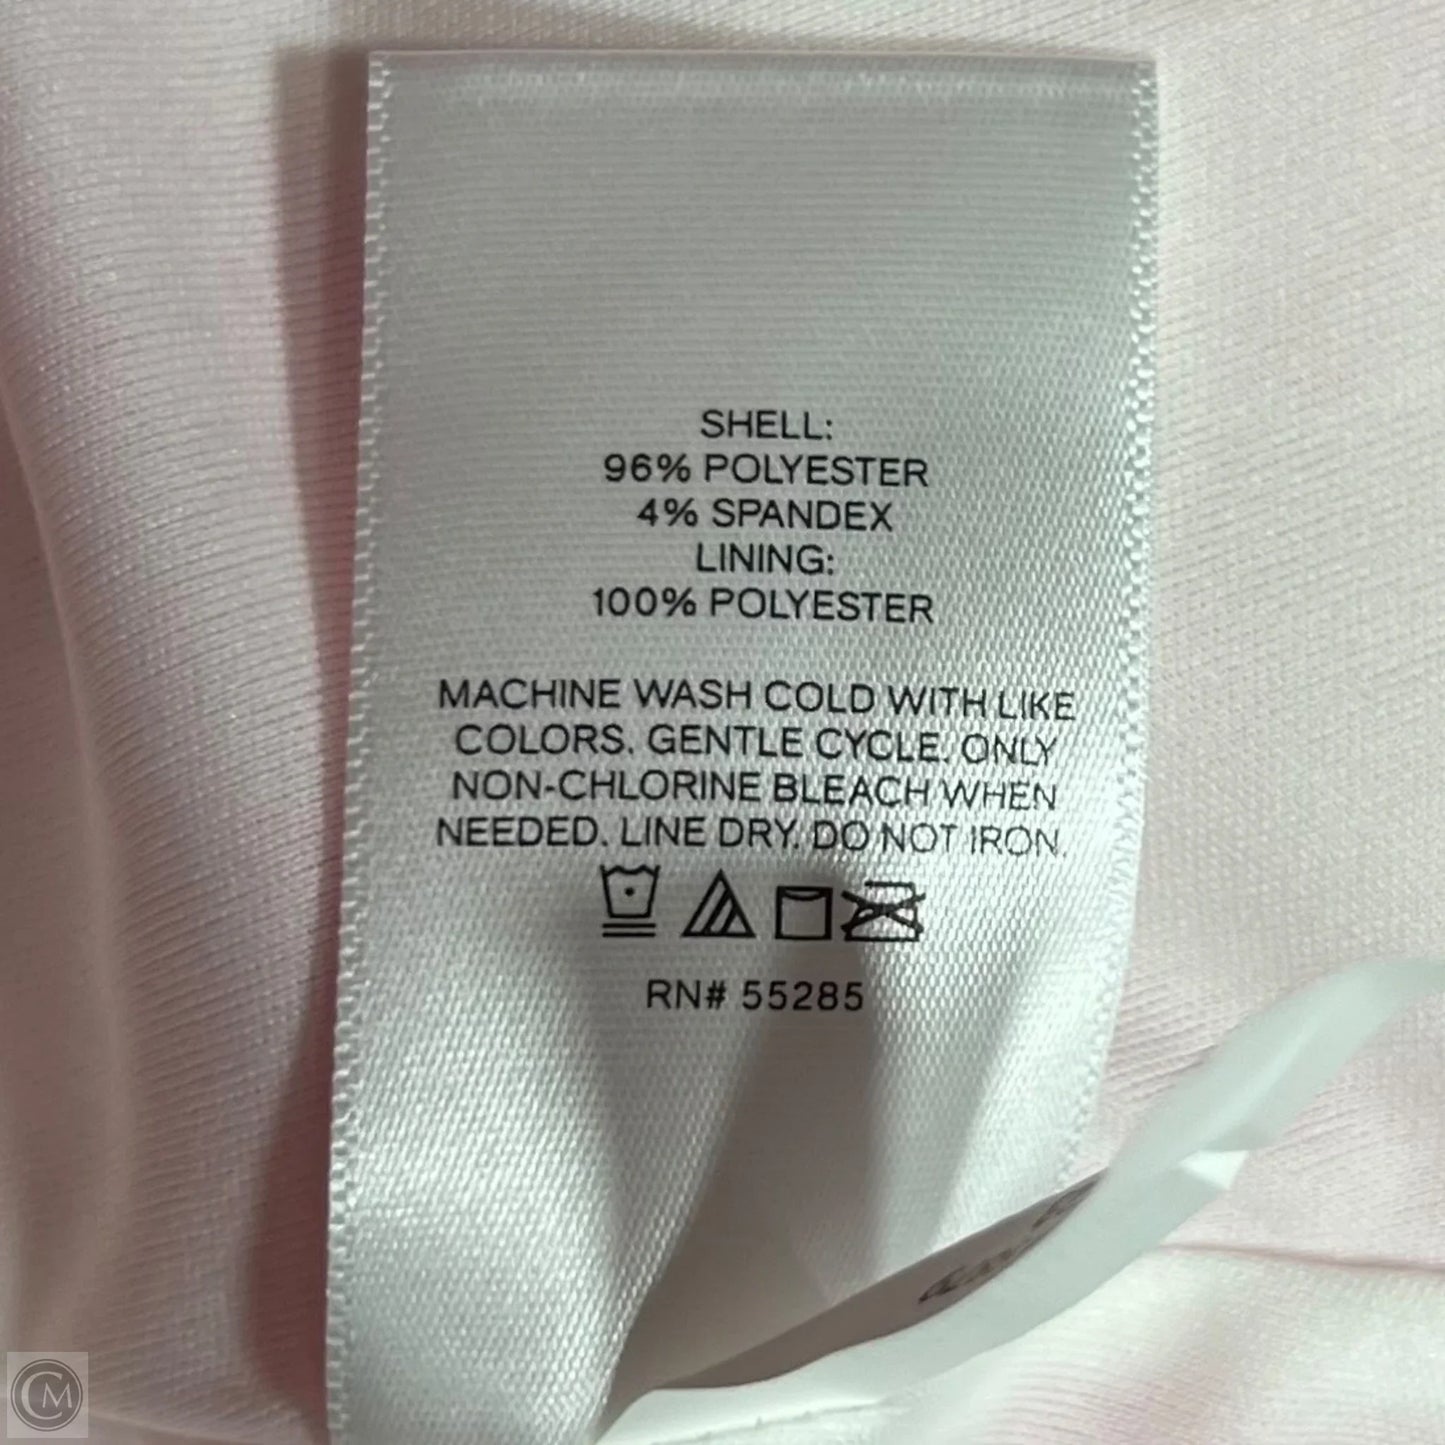 SHELL:
96% POLYESTER
4% SPANDEX
LINING:
100% POLYESTER
MACHINE WASH COLD WITH LIKE
COLORS. GENTLE CYCLE. ONLY
NON-CHLORINE BLEACH WHEN
NEEDED. LINE DRY. DO NOT IRON.
RN# 55285
CM